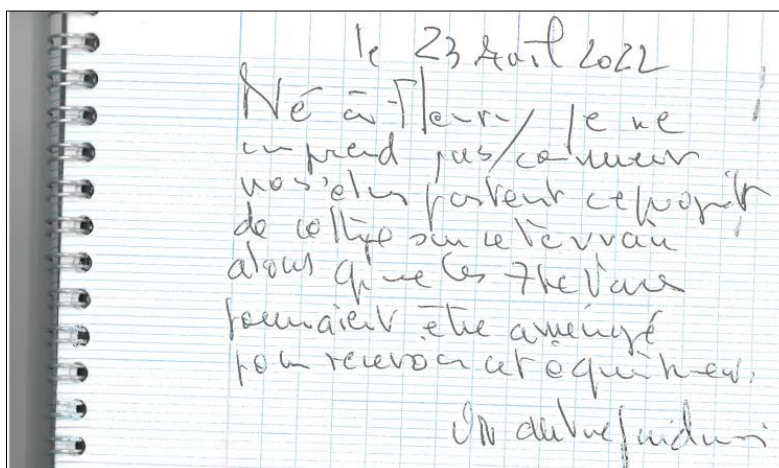 le 23 Avril 2022
Né à Fleury je ne
comprend pas comment
nos élus portent ce projet
de collège sur ce terrain
alors que les 7 hectare
pourraient être aménagé
pour recevoir cet équipement.
Un autre